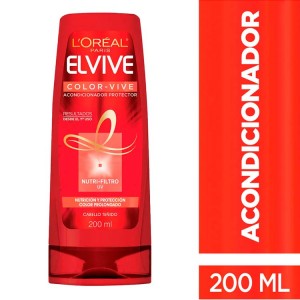 L'ORÉAL
PARIS
ELVIVE
COLOR-VIVE
ACONDICIONADOR PROTECTOR
RESULTADOS
NUTRI-FILTRO
UV
NUTRICIÓN Y PROTECCIÓN
COLOR PROLONGADO
CABELLO TEÑIDO
200 ml
ACONDICIONADOR
200 ML